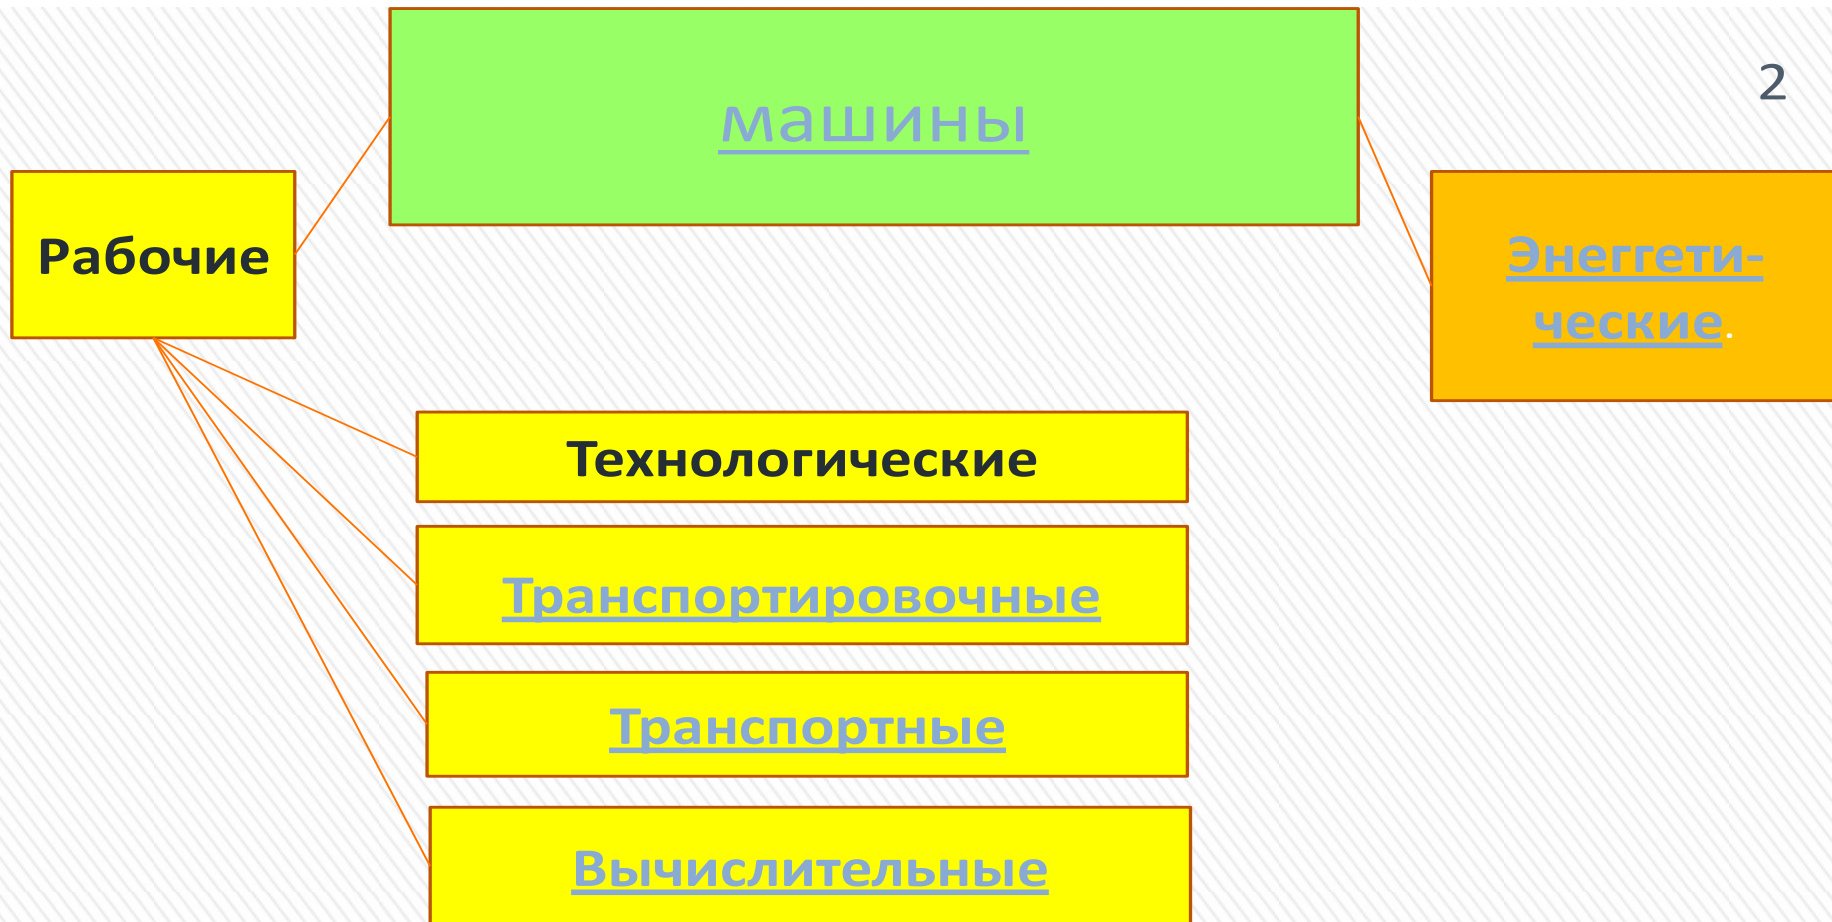 машины
2
Рабочие
Энеггети-
ческие.
Технологические
Транспортировочные
Транспортные
Вычислительные